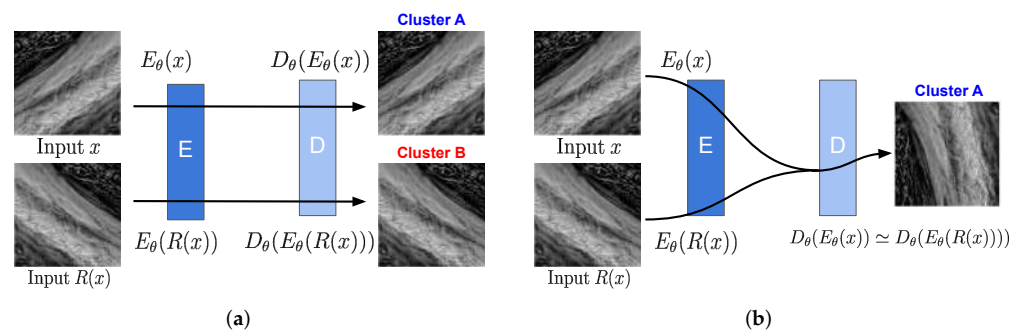 Cluster A
E_θ(x)
D_θ(E_θ(x))
E
D
Input x
Cluster B
E_θ(R(x))
D_θ(E_θ(R(x)))
Input R(x)
(a)
E_θ(x)
Cluster A
E
D
Input x
E_θ(R(x))
D_θ(E_θ(x)) ≃ D_θ(E_θ(R(x))))
Input R(x)
(b)